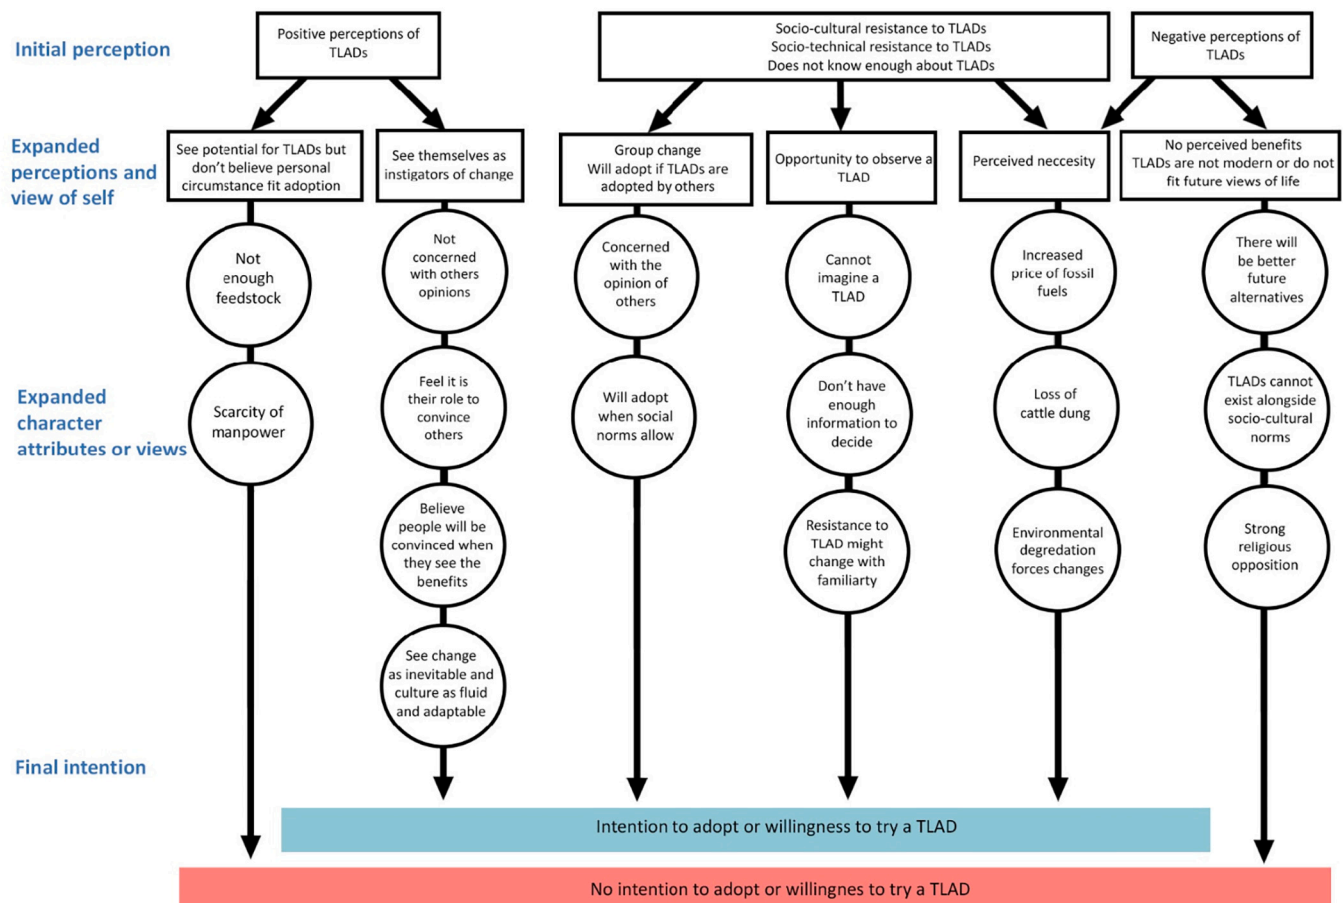 Initial perception
Positive perceptions of
TLADs
Socio-cultural resistance to TLADs
Socio-technical resistance to TLADs
Does not know enough about TLADs
Negative perceptions of
TLADs
Expanded
perceptions and
view of self
See potential for TLADs but
don't believe personal
circumstance fit adoption
See themselves as
instigators of change
Group change
Will adopt if TLADs are
adopted by others
Opportunity to observe a
TLAD
Perceived neccesity
No perceived benefits
TLADs are not modern or do not
fit future views of life
Not
enough
feedstock
Not
concerned
with others
opinions
Concerned
with the
opinion of
others
Cannot
imagine a
TLAD
Increased
price of fossil
fuels
There will
be better
future
alternatives
Expanded
character
attributes or views
Scarcity of
manpower
Feel it is
their role to
convince
others
Will adopt
when social
norms allow
Don't have
enough
information to
decide
Loss of
cattle dung
TLADs cannot
exist alongside
socio-cultural
norms
Believe
people will be
convinced when
they see the
benefits
Resistance to
TLAD might
change with
familiarty
Environmental
degredation
forces changes
Strong
religious
opposition
See change
as inevitable and
culture as fluid
and adaptable
Final intention
Intention to adopt or willingness to try a TLAD
No intention to adopt or willingnes to try a TLAD